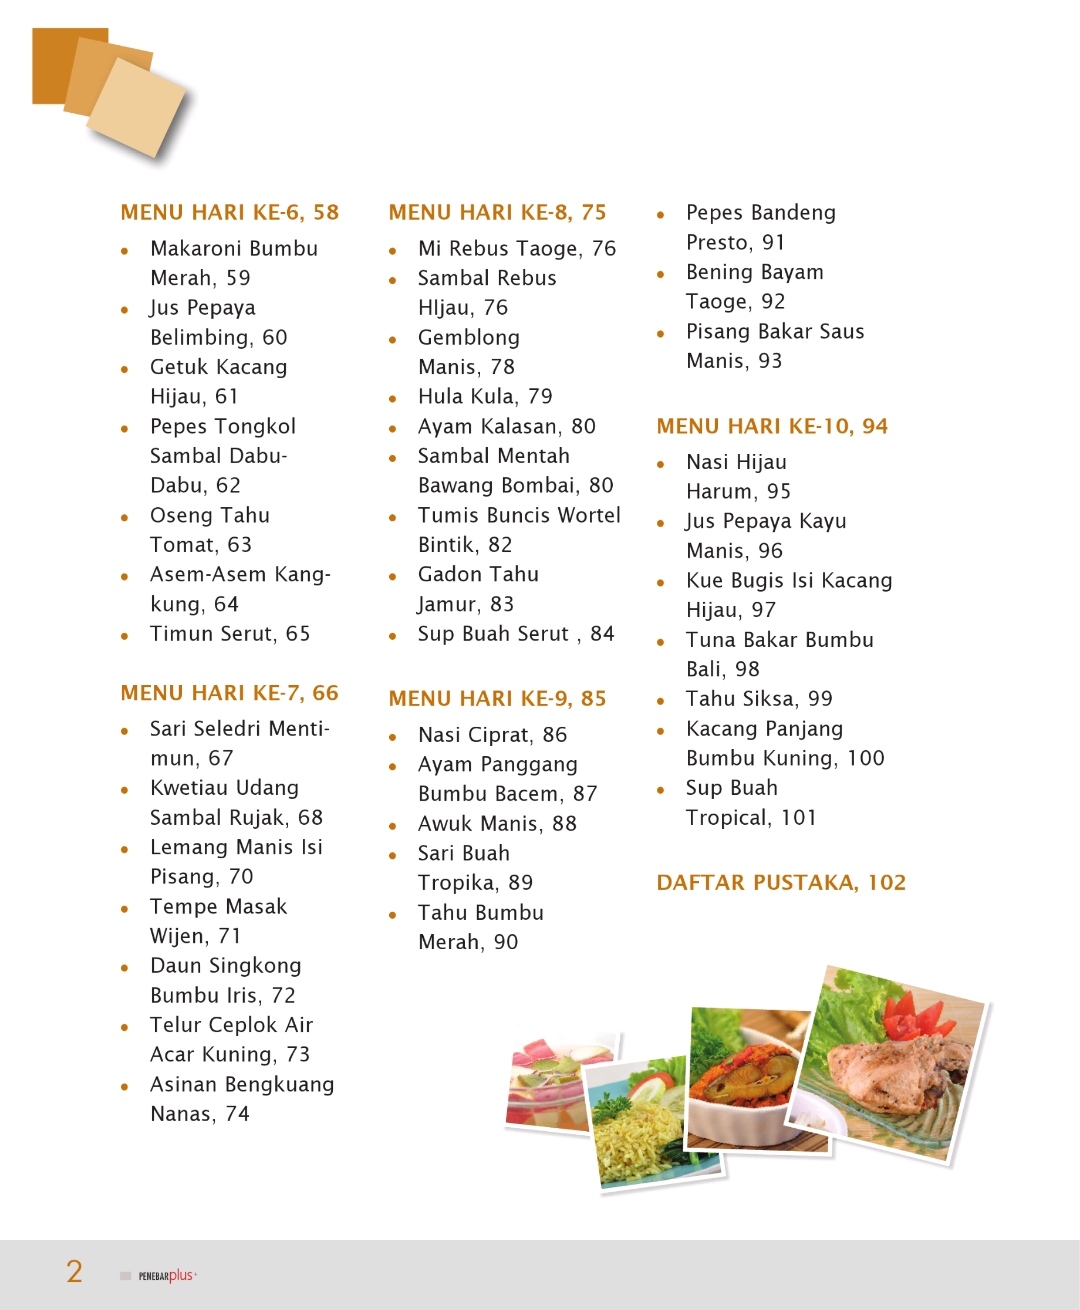 MENU HARI KE-6, 58
• Makaroni Bumbu
Merah, 59
• Jus Pepaya
Belimbing, 60
• Getuk Kacang
Hijau, 61
• Pepes Tongkol
Sambal Dabu-
Dabu, 62
• Oseng Tahu
Tomat, 63
• Asem-Asem Kang-
kung, 64
• Timun Serut, 65
MENU HARI KE-7, 66
• Sari Seledri Menti-
mun, 67
• Kwetiau Udang
Sambal Rujak, 68
• Lemang Manis Isi
Pisang, 70
• Tempe Masak
Wijen, 71
• Daun Singkong
Bumbu Iris, 72
• Telur Ceplok Air
Acar Kuning, 73
• Asinan Bengkuang
Nanas, 74
MENU HARI KE-8, 75
• Mi Rebus Taoge, 76
• Sambal Rebus
HIjau, 76
• Gemblong
Manis, 78
• Hula Kula, 79
• Ayam Kalasan, 80
• Sambal Mentah
Bawang Bombai, 80
• Tumis Buncis Wortel
Bintik, 82
• Gadon Tahu
Jamur, 83
• Sup Buah Serut , 84
MENU HARI KE-9, 85
• Nasi Ciprat, 86
• Ayam Panggang
Bumbu Bacem, 87
• Awuk Manis, 88
• Sari Buah
Tropika, 89
• Tahu Bumbu
Merah, 90
• Pepes Bandeng
Presto, 91
• Bening Bayam
Taoge, 92
• Pisang Bakar Saus
Manis, 93
MENU HARI KE-10, 94
• Nasi Hijau
Harum, 95
• Jus Pepaya Kayu
Manis, 96
• Kue Bugis Isi Kacang
Hijau, 97
• Tuna Bakar Bumbu
Bali, 98
• Tahu Siksa, 99
• Kacang Panjang
Bumbu Kuning, 100
• Sup Buah
Tropical, 101
DAFTAR PUSTAKA, 102
2
PENEBARplus+